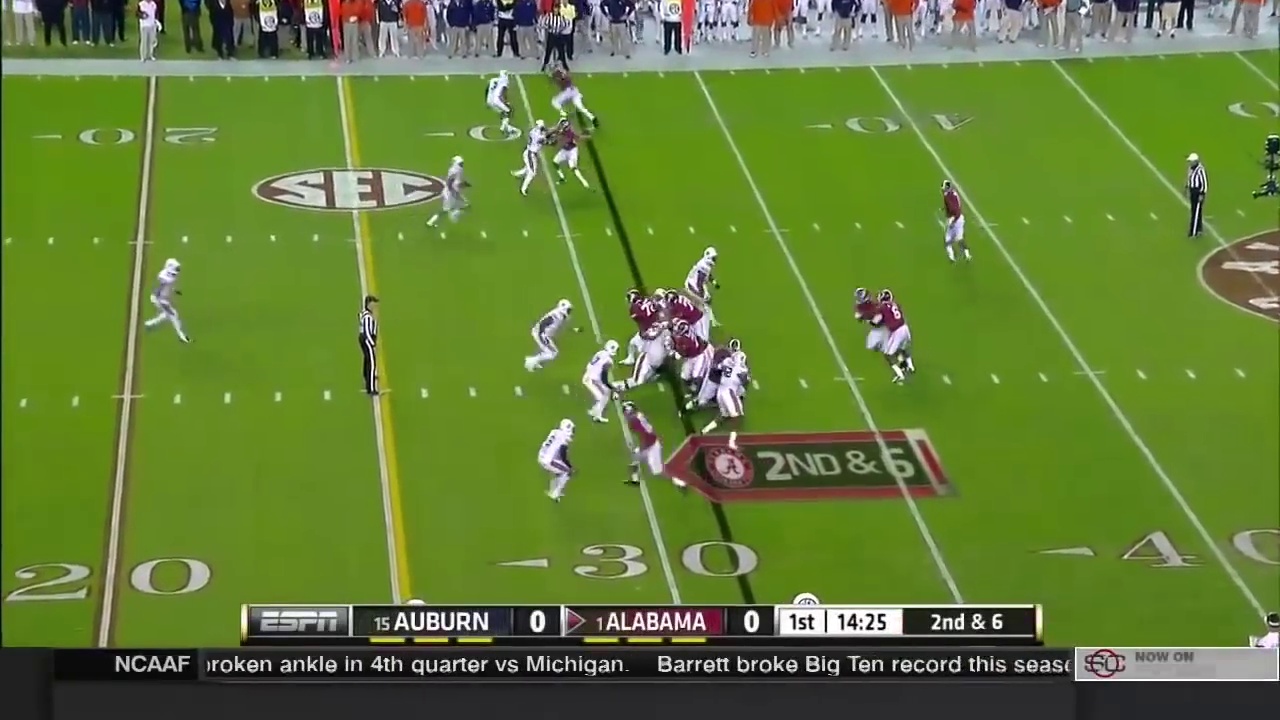 20
40
SEC
2ND & 6
20
30
40
ESPN 15 AUBURN 0 1 ALABAMA 0 1st 14:25 2nd & 6
NCAAF roken ankle in 4th quarter vs Michigan. Barrett broke Big Ten record this seas NOW ON